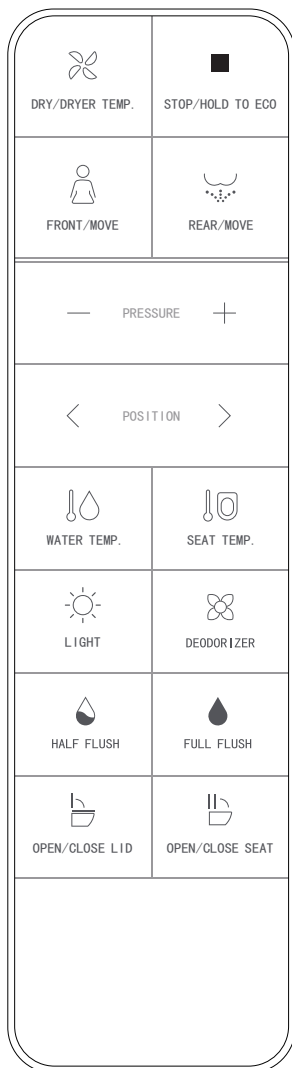 DRY/DRYER TEMP. STOP/HOLD TO ECO
FRONT/MOVE REAR/MOVE
PRESSURE
POSITION
WATER TEMP. SEAT TEMP.
LIGHT DEODORIZER
HALF FLUSH FULL FLUSH
OPEN/CLOSE LID OPEN/CLOSE SEAT